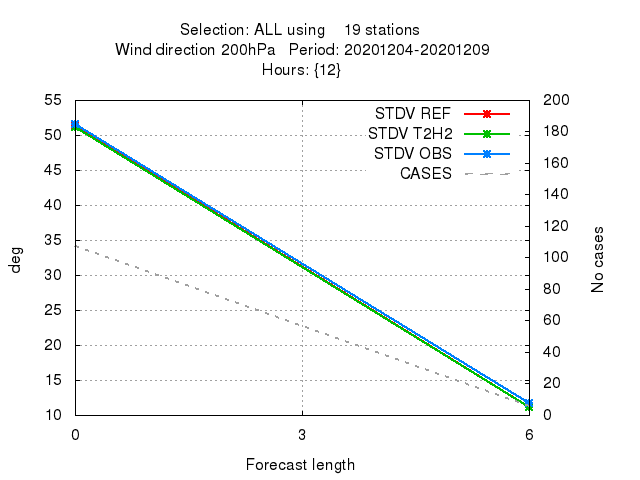 Selection: ALL using    19 stations
Wind direction 200hPa   Period: 20201204-20201209
Hours: {12}
STDV REF
STDV T2H2
STDV OBS
CASES
55
50
45
40
35
30
25
20
15
10
deg
200
180
160
140
120
100
80
60
40
20
0
No cases
0 3 6
Forecast length